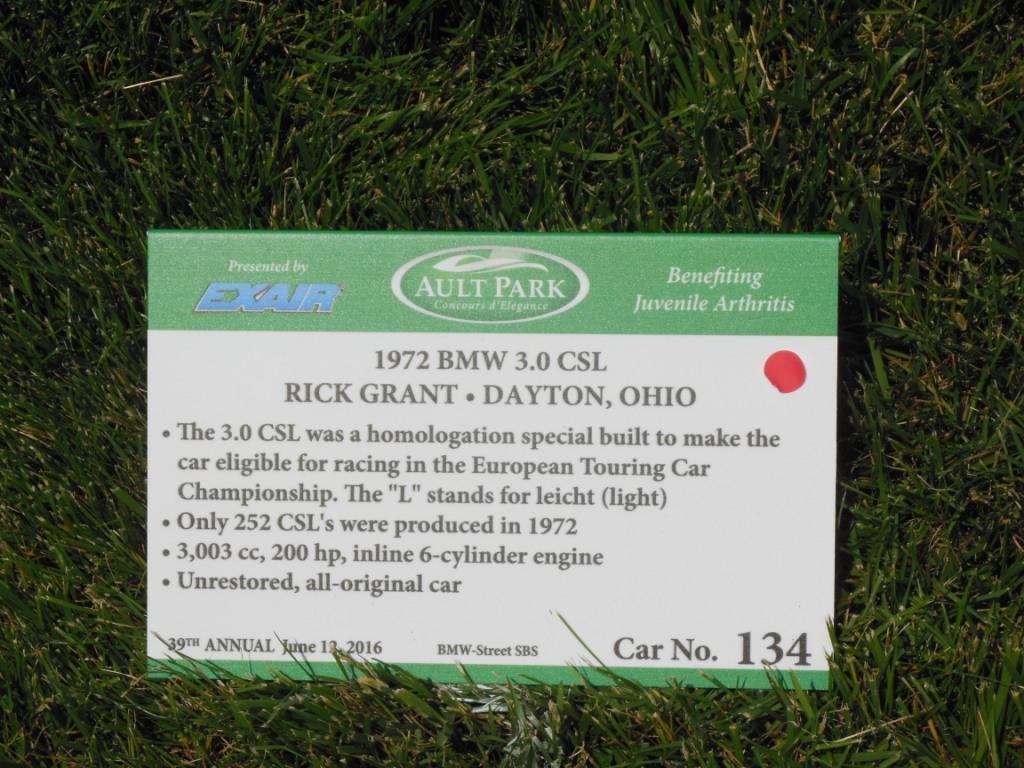 Presented by
EXAIR
AULT PARK
Concours d'Elegance
Benefiting
Juvenile Arthritis
1972 BMW 3.0 CSL
RICK GRANT • DAYTON, OHIO
• The 3.0 CSL was a homologation special built to make the
car eligible for racing in the European Touring Car
Championship. The "L" stands for leicht (light)
• Only 252 CSL's were produced in 1972
• 3,003 cc, 200 hp, inline 6-cylinder engine
• Unrestored, all-original car
39TH ANNUAL June 12, 2016
BMW-Street SBS
Car No. 134